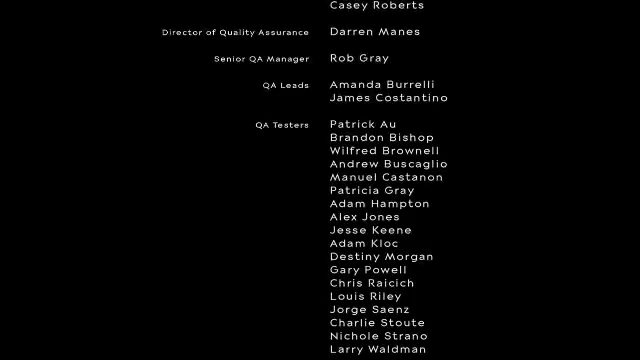 Casey Roberts
Director of Quality Assurance Darren Manes
Senior QA Manager Rob Gray
QA Leads Amanda Burrelli
James Costantino
QA Testers Patrick Au
Brandon Bishop
Wilfred Brownell
Andrew Buscaglio
Manuel Castanon
Patricia Gray
Adam Hampton
Alex Jones
Jesse Keene
Adam Kloc
Destiny Morgan
Gary Powell
Chris Raicich
Louis Riley
Jorge Saenz
Charlie Stoute
Nichole Strano
Larry Waldman